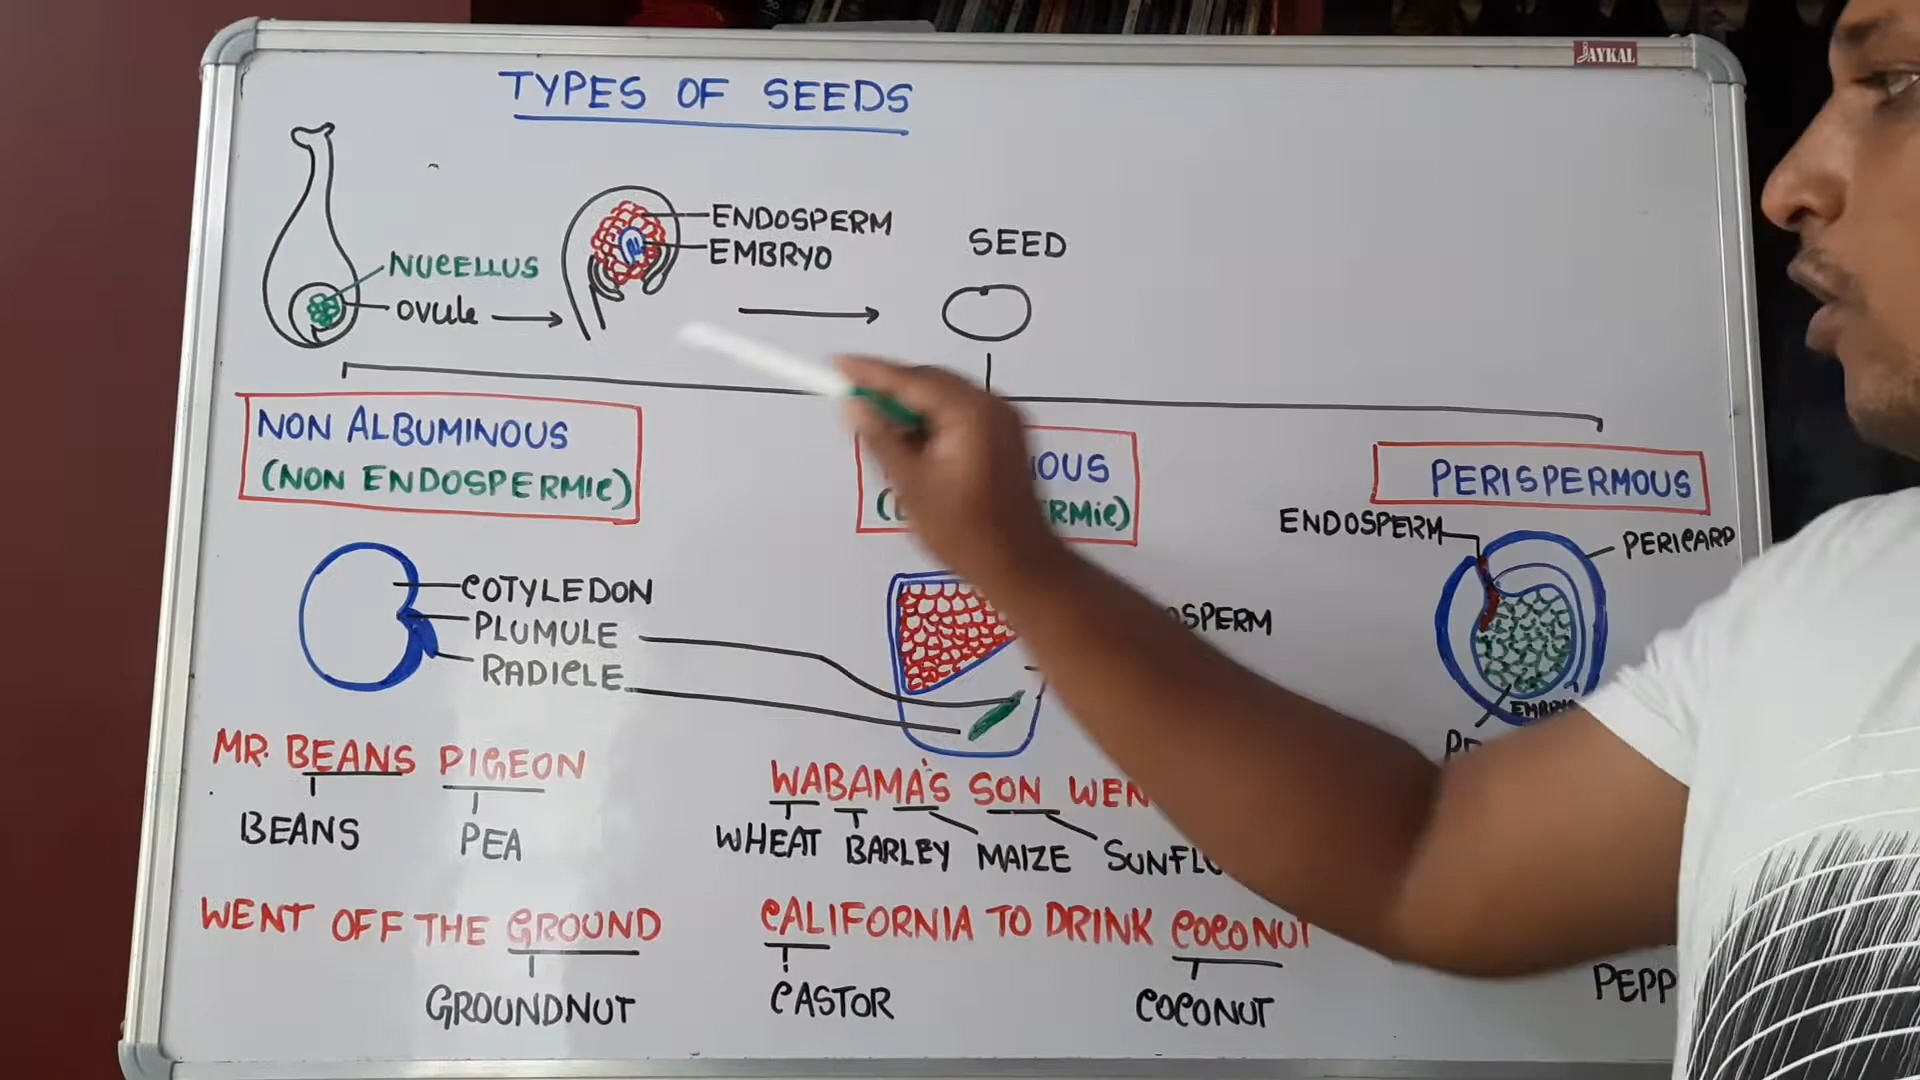 JAYKAL
TYPES OF SEEDS
ENDOSPERM
EMBRYO
SEED
NUCELLUS
OVULE
NON ALBUMINOUS
(NON ENDOSPERMIC)
PERISPERMOUS
ENDOSPERM
PERICARP
COTYLEDON
PLUMULE
RADICLE
MR. BEANS PIGEON
BEANS
PEA
WABAMA'S SON
WHEAT BARLEY MAIZE
WENT OFF THE GROUND
GROUNDNUT
CALIFORNIA TO DRINK COCONUT
CASTOR
COCONUT